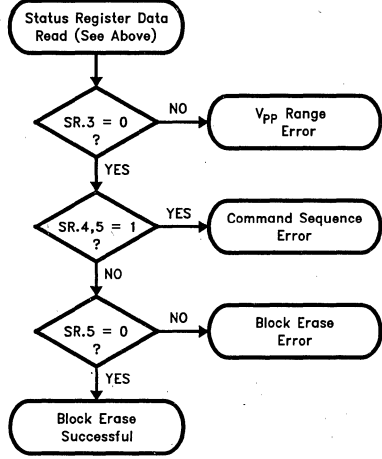 Status Register Data
Read (See Above)
SR.3 = 0
?
NO
VPP Range
Error
YES
SR.4,5 = 1
?
YES
Command Sequence
Error
NO
SR.5 = 0
?
NO
Block Erase
Error
YES
Block Erase
Successful